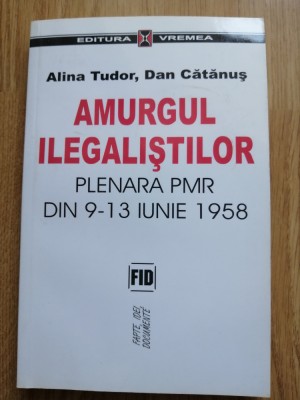 EDITURA VREMEA
Alina Tudor, Dan Cătănuş
AMURGUL
ILEGALIŞTILOR
PLENARA PMR
DIN 9-13 IUNIE 1958
FID
FAPTE, IDEI,
DOCUMENTE